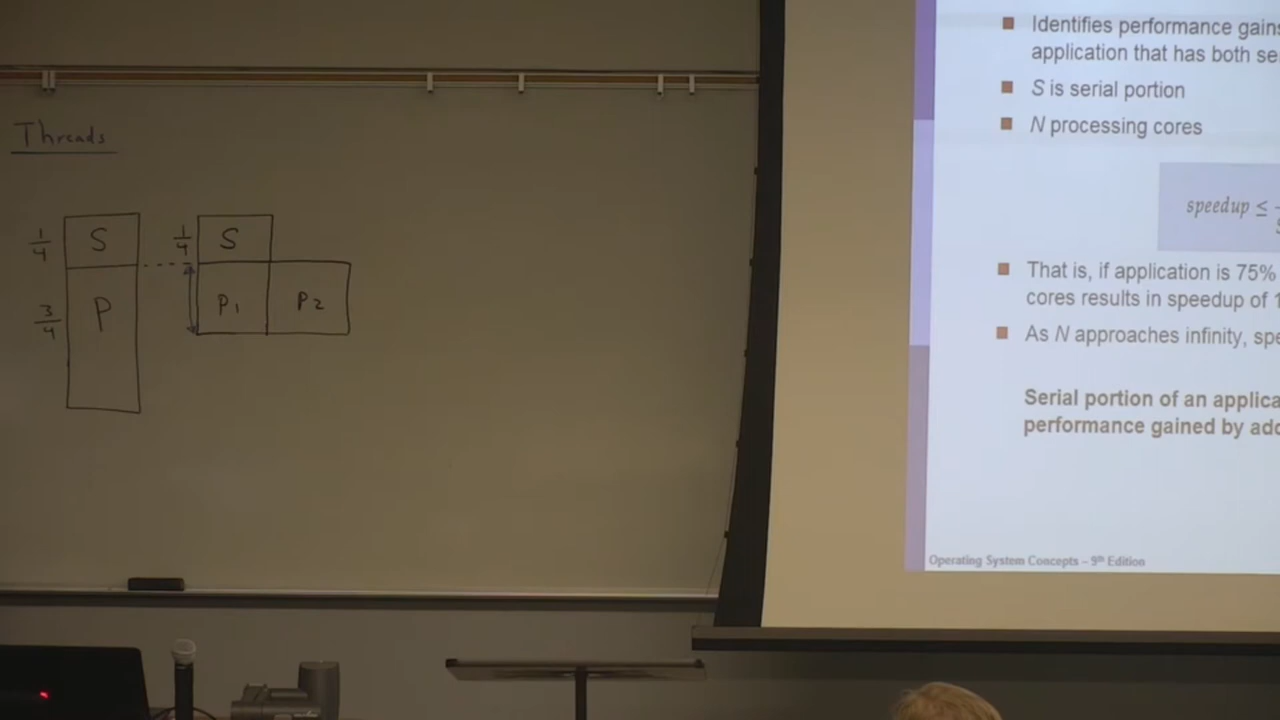 Threads
1/4 S
3/4 P
1/4 S
P1 P2
Identifies performance gains
application that has both se
S is serial portion
N processing cores
speedup ≤
That is, if application is 75%
cores results in speedup of 1
As N approaches infinity, spe
Serial portion of an applica
performance gained by add
Operating System Concepts – 9th Edition